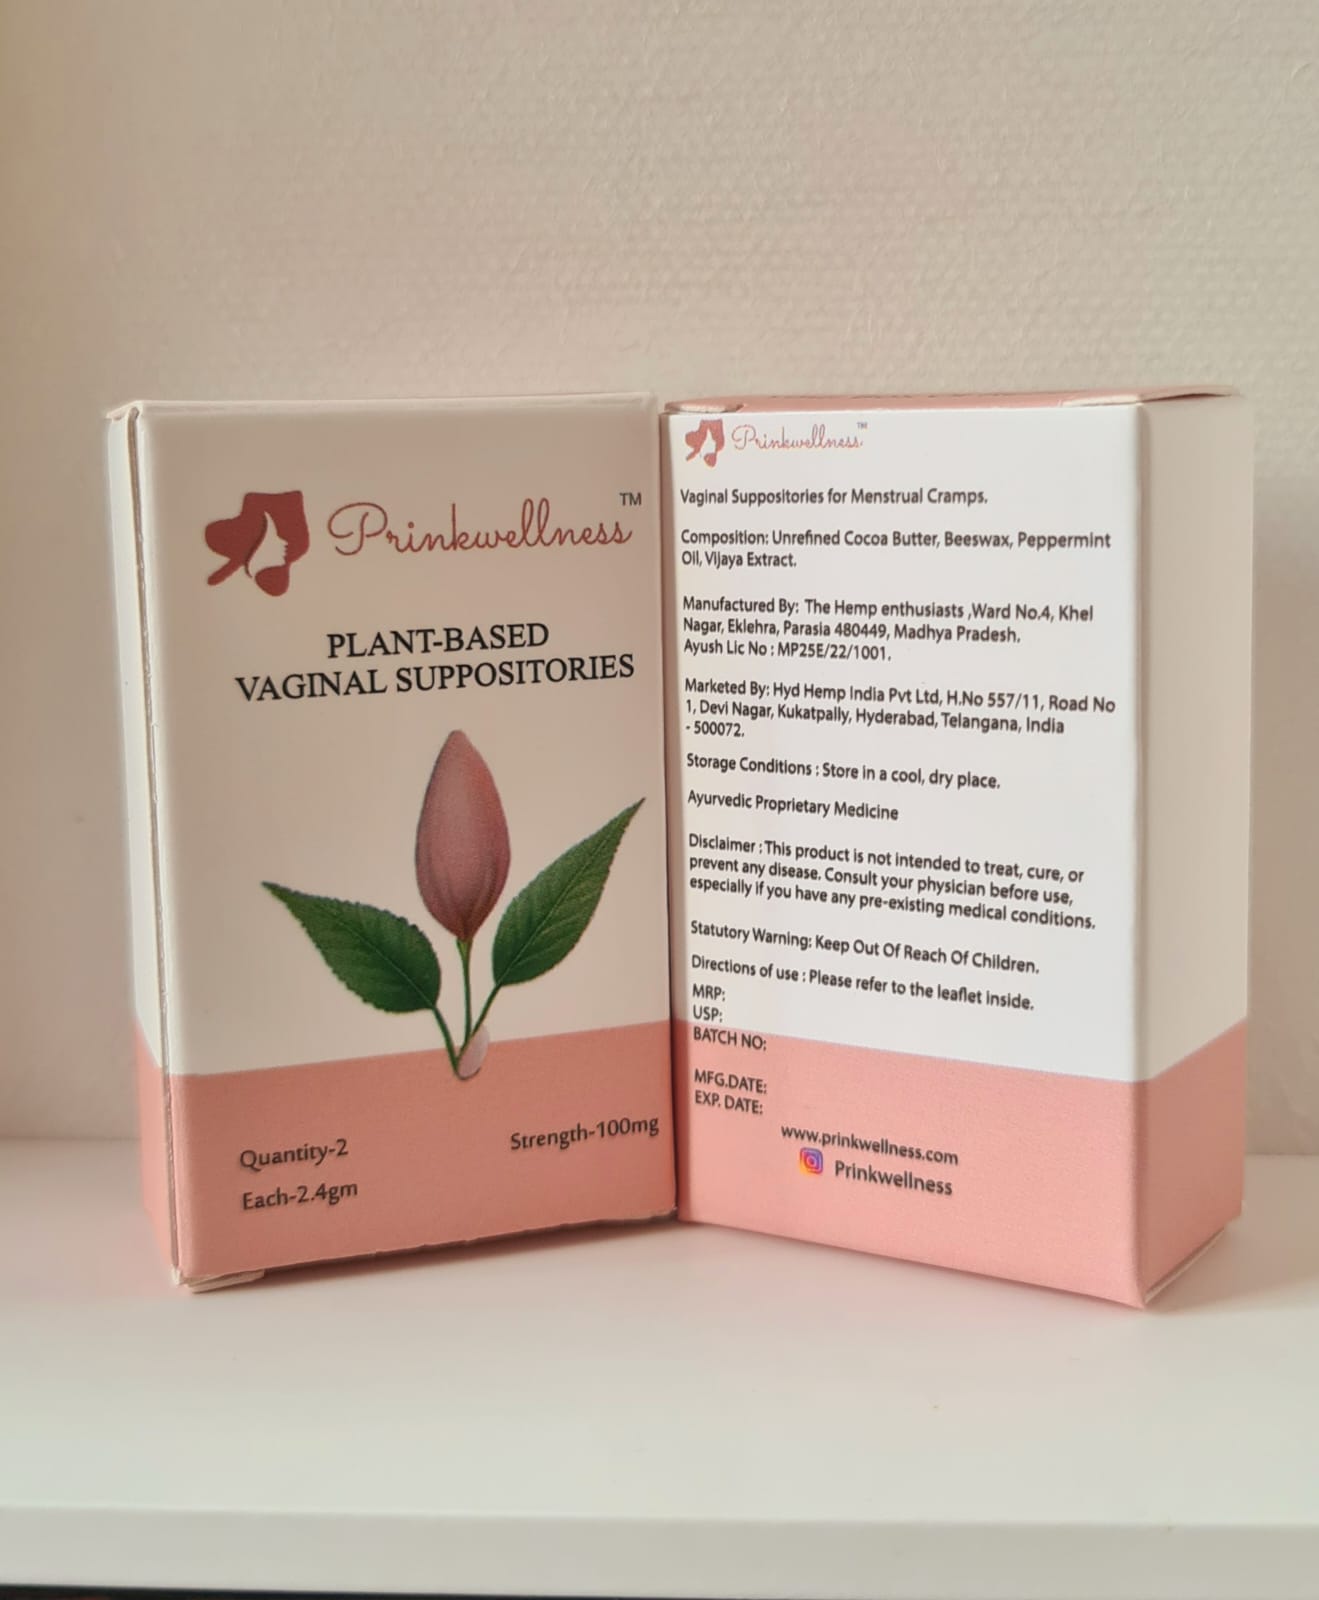 Prinkwellness™
PLANT-BASED
VAGINAL SUPPOSITORIES
Quantity-2
Each-2.4gm
Strength-100mg
Prinkwellness™
Vaginal Suppositories for Menstrual Cramps.
Composition: Unrefined Cocoa Butter, Beeswax, Peppermint
Oil, Vijaya Extract.
Manufactured By: The Hemp enthusiasts ,Ward No.4, Khel
Nagar, Eklehra, Parasia 480449, Madhya Pradesh.
Ayush Lic No : MP25E/22/1001.
Marketed By: Hyd Hemp India Pvt Ltd, H.No 557/11, Road No
1, Devi Nagar, Kukatpally, Hyderabad, Telangana, India
- 500072.
Storage Conditions : Store in a cool, dry place.
Ayurvedic Proprietary Medicine
Disclaimer : This product is not intended to treat, cure, or
prevent any disease. Consult your physician before use,
especially if you have any pre-existing medical conditions.
Statutory Warning: Keep Out Of Reach Of Children.
Directions of use : Please refer to the leaflet inside.
MRP:
USP:
BATCH NO:
MFG.DATE:
EXP. DATE:
www.prinkwellness.com
Prinkwellness